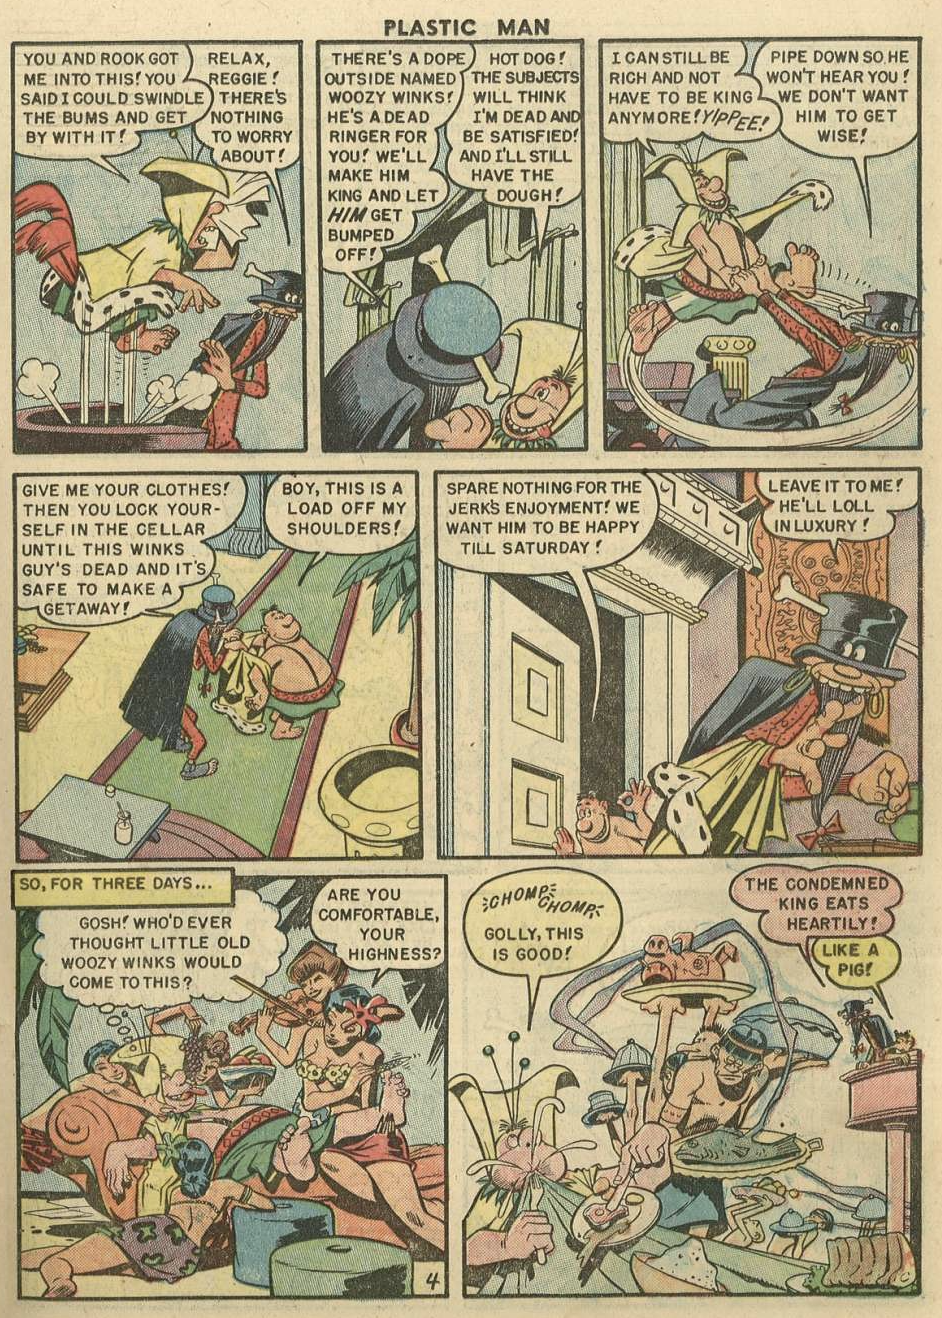 PLASTIC MAN
YOU AND ROOK GOT
ME INTO THIS! YOU
SAID I COULD SWINDLE
THE BUMS AND GET
BY WITH IT!
RELAX,
REGGIE!
THERE'S
NOTHING
TO WORRY
ABOUT!
THERE'S A DOPE
OUTSIDE NAMED
WOOZY WINKS!
HE'S A DEAD
RINGER FOR
YOU! WE'LL
MAKE HIM
KING AND LET
HIM GET
BUMPED
OFF!
HOT DOG!
THE SUBJECTS
WILL THINK
I'M DEAD AND
BE SATISFIED!
AND I'LL STILL
HAVE THE
DOUGH!
I CAN STILL BE
RICH AND NOT
HAVE TO BE KING
ANYMORE! YIPPEE!
PIPE DOWN SO HE
WON'T HEAR YOU!
WE DON'T WANT
HIM TO GET
WISE!
GIVE ME YOUR CLOTHES!
THEN YOU LOCK YOUR-
SELF IN THE CELLAR
UNTIL THIS WINKS
GUY'S DEAD AND IT'S
SAFE TO MAKE A
GETAWAY!
BOY, THIS IS A
LOAD OFF MY
SHOULDERS!
SPARE NOTHING FOR THE
JERK'S ENJOYMENT! WE
WANT HIM TO BE HAPPY
TILL SATURDAY!
LEAVE IT TO ME!
HE'LL LOLL
IN LUXURY!
SO, FOR THREE DAYS...
GOSH! WHO'D EVER
THOUGHT LITTLE OLD
WOOZY WINKS WOULD
COME TO THIS?
ARE YOU
COMFORTABLE,
YOUR
HIGHNESS?
CHOMP CHOMP
GOLLY, THIS
IS GOOD!
THE CONDEMNED
KING EATS
HEARTILY!
LIKE A
PIG!
4